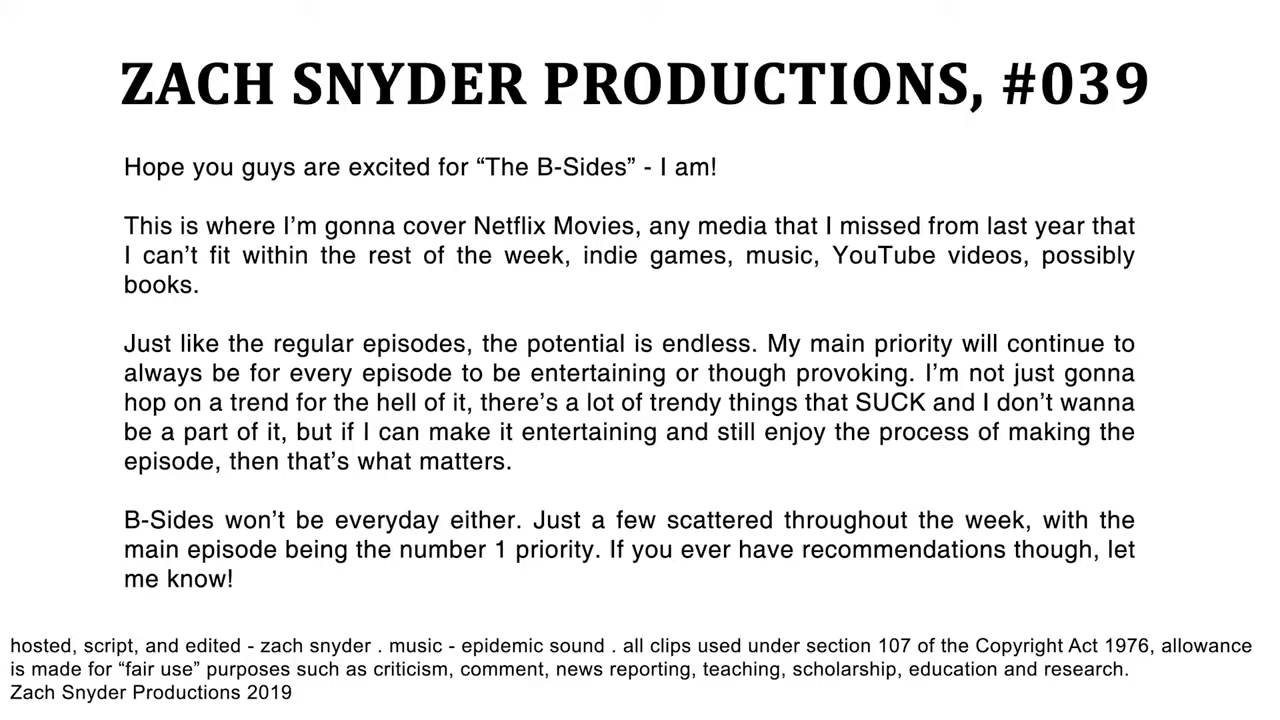 ZACH SNYDER PRODUCTIONS, #039
Hope you guys are excited for “The B-Sides” - I am!
This is where I’m gonna cover Netflix Movies, any media that I missed from last year that
I can’t fit within the rest of the week, indie games, music, YouTube videos, possibly
books.
Just like the regular episodes, the potential is endless. My main priority will continue to
always be for every episode to be entertaining or though provoking. I’m not just gonna
hop on a trend for the hell of it, there’s a lot of trendy things that SUCK and I don’t wanna
be a part of it, but if I can make it entertaining and still enjoy the process of making the
episode, then that’s what matters.
B-Sides won’t be everyday either. Just a few scattered throughout the week, with the
main episode being the number 1 priority. If you ever have recommendations though, let
me know!
hosted, script, and edited - zach snyder . music - epidemic sound . all clips used under section 107 of the Copyright Act 1976, allowance
is made for “fair use” purposes such as criticism, comment, news reporting, teaching, scholarship, education and research.
Zach Snyder Productions 2019